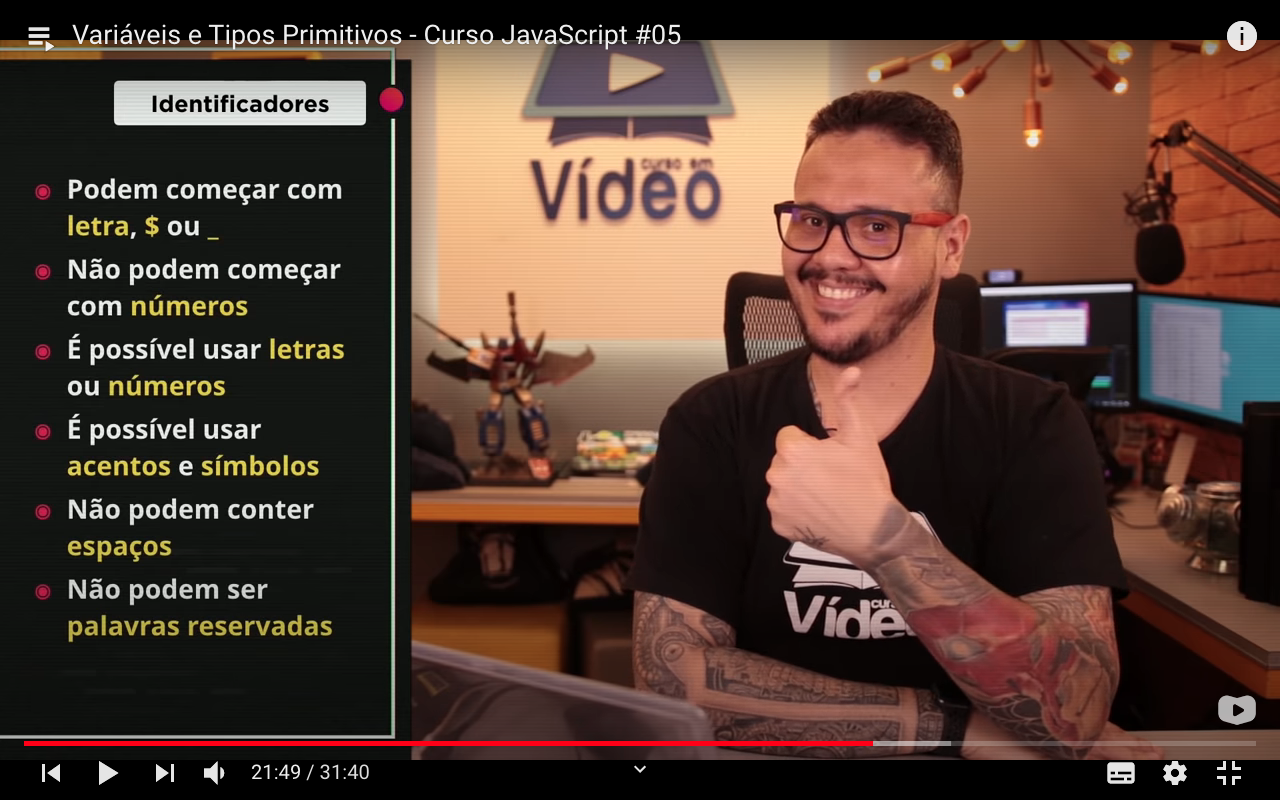 Variáveis e Tipos Primitivos - Curso JavaScript #05
Identificadores
Podem começar com
letra, $ ou _
Não podem começar
com números
É possível usar letras
ou números
É possível usar
acentos e símbolos
Não podem conter
espaços
Não podem ser
palavras reservadas
curso em
Vídeo
21:49 / 31:40